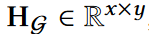 H𝒢 ∈ ℝ^{x×y}